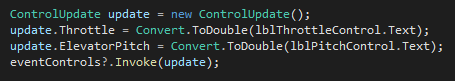 ControlUpdate update = new ControlUpdate();
update.Throttle = Convert.ToDouble(lblThrottleControl.Text);
update.ElevatorPitch = Convert.ToDouble(lblPitchControl.Text);
eventControls?.Invoke(update);